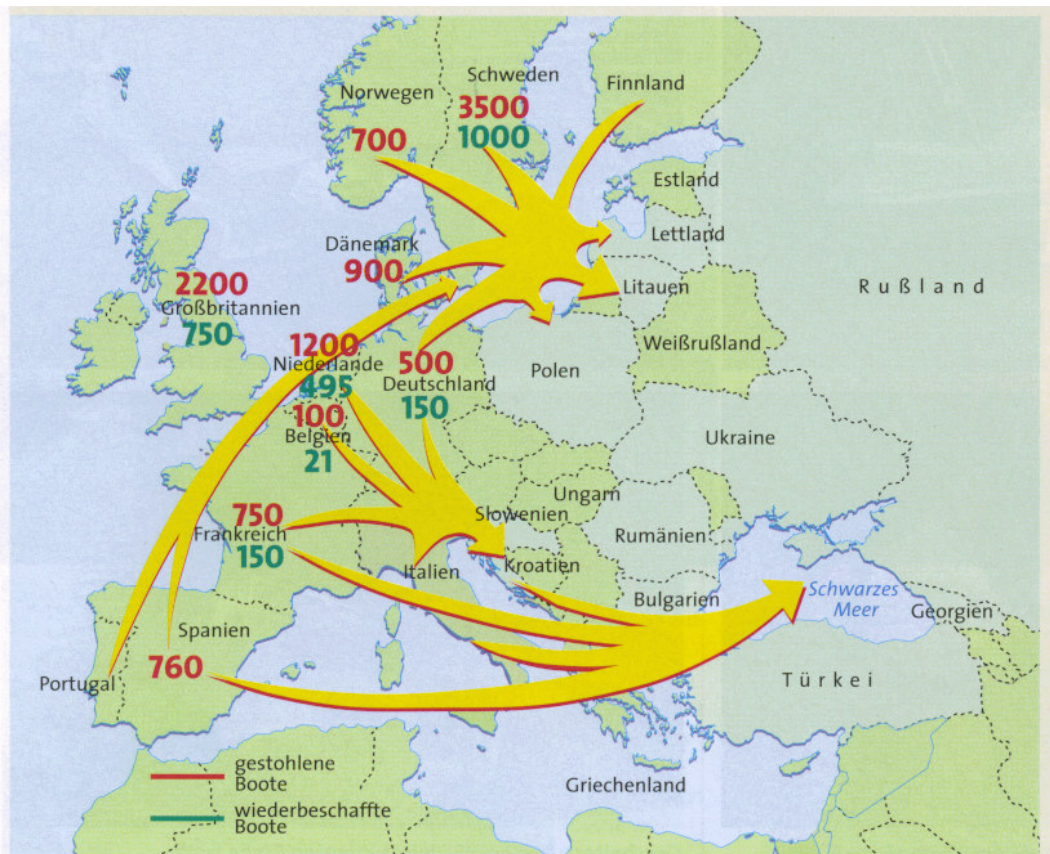 Schweden
3500
1000
Finnland
Norwegen
700
Estland
Lettland
Dänemark
900
Litauen
Rußland
2200
Großbritannien
750
1200
Niederlande
495
500
Deutschland
150
Weißrußland
Polen
100
Belgien
21
Ukraine
Ungarn
Slowenien
750
Frankreich
150
Rumänien
Italien
Kroatien
Bulgarien
Schwarzes
Meer
Georgien
Spanien
760
Portugal
Türkei
gestohlene
Boote
wiederbeschaffte
Boote
Griechenland